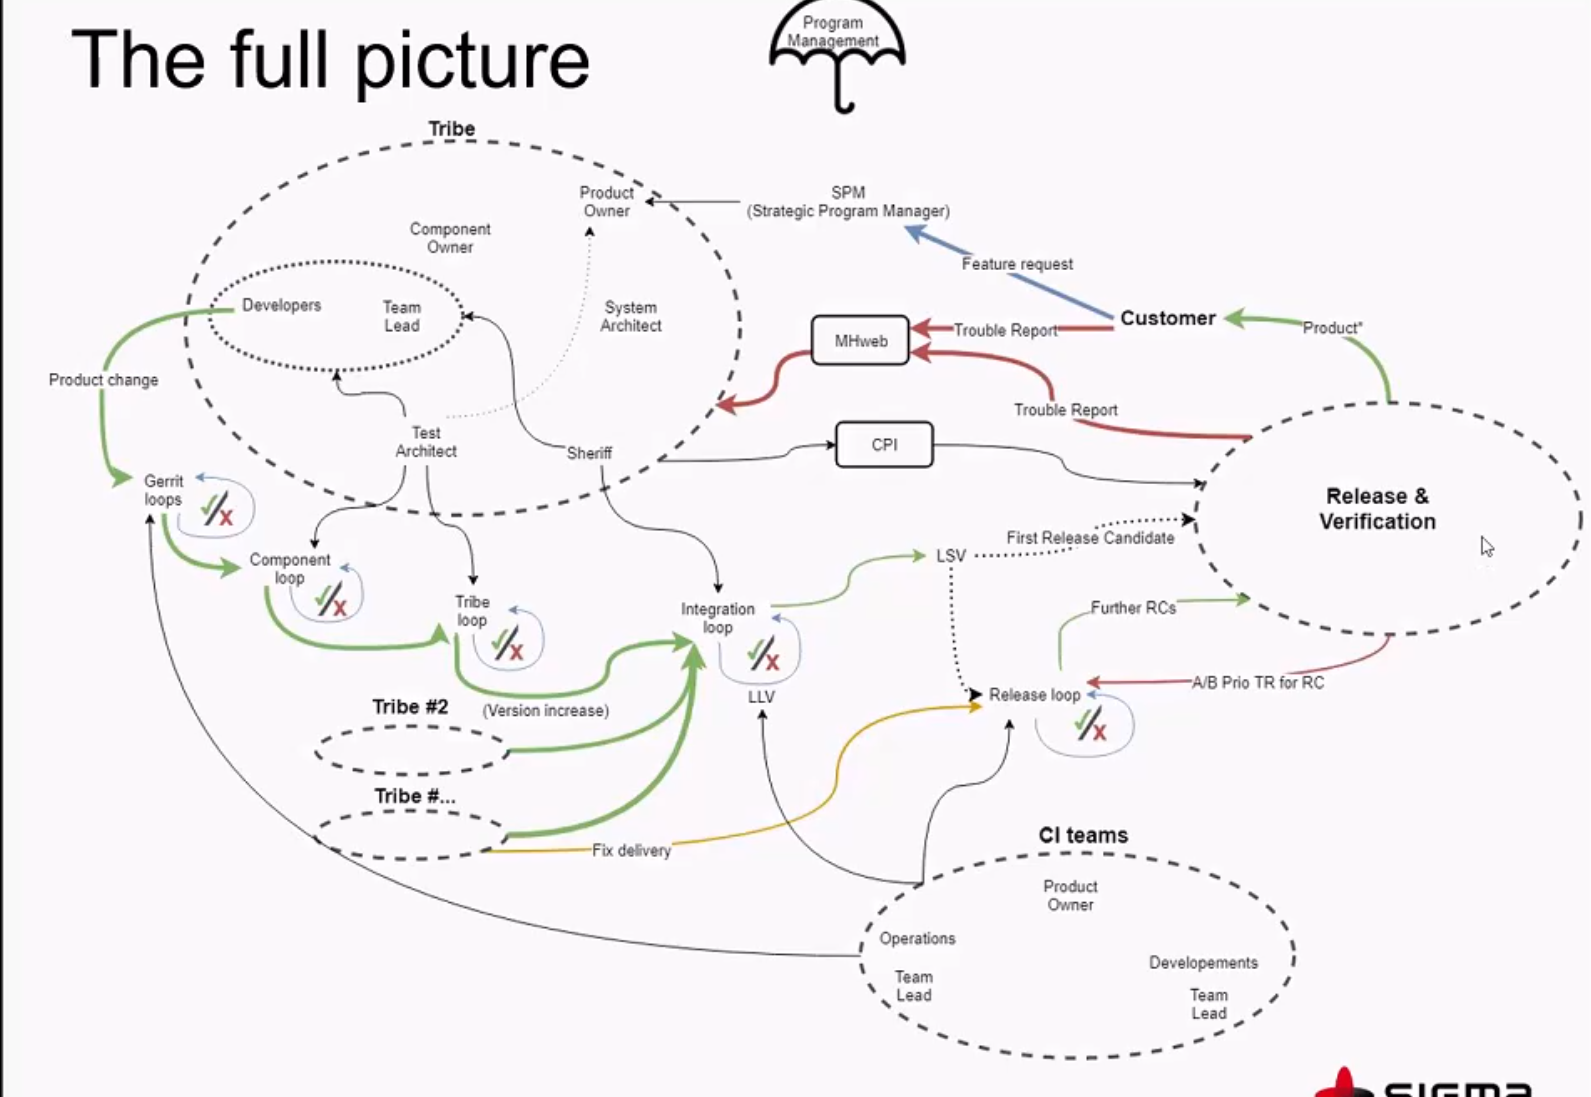 The full picture
Program
Management
Tribe
Product
Owner
SPM
(Strategic Program Manager)
Component
Owner
Feature request
Developers
Team
Lead
System
Architect
Customer
Product*
MHweb
Trouble Report
Product change
Trouble Report
Test
Architect
Sheriff
CPI
Gerrit
loops
X
Release &
Verification
First Release Candidate
LSV
Component
loop
X
Tribe
loop
X
Integration
loop
X
LLV
Further RCs
A/B Prio TR for RC
Release loop
X
Tribe #2
(Version increase)
Tribe #...
Fix delivery
CI teams
Product
Owner
Operations
Team
Lead
Developements
Team
Lead
SIGMA